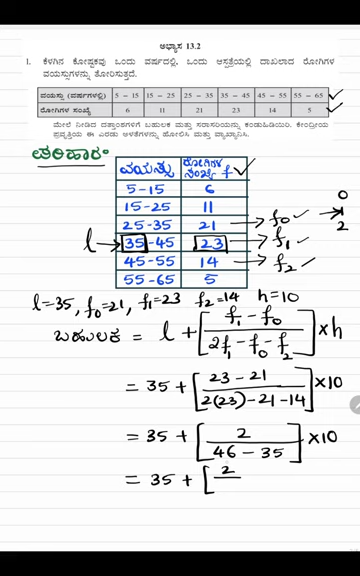 ಅಭ್ಯಾಸ 13.2
1. ಕೆಳಗಿನ ಕೋಷ್ಟಕವು ಒಂದು ವರ್ಷದಲ್ಲಿ, ಒಂದು ಆಸ್ಪತ್ರೆಯಲ್ಲಿ ದಾಖಲಾದ ರೋಗಿಗಳ
ವಯಸ್ಸುಗಳನ್ನು ತೋರಿಸುತ್ತದೆ.
ವಯಸ್ಸು (ವರ್ಷಗಳಲ್ಲಿ) 5 – 15 15 – 25 25 – 35 35 – 45 45 – 55 55 – 65
ರೋಗಿಗಳ ಸಂಖ್ಯೆ 6 11 21 23 14 5
ಮೇಲೆ ನೀಡಿದ ದತ್ತಾಂಶಗಳಿಗೆ ಬಹುಲಕ ಮತ್ತು ಸರಾಸರಿಯನ್ನು ಕಂಡುಹಿಡಿಯಿರಿ. ಕೇಂದ್ರೀಯ
ಪ್ರವೃತ್ತಿಯ ಈ ಎರಡು ಅಳತೆಗಳನ್ನು ಹೋಲಿಸಿ ಮತ್ತು ವ್ಯಾಖ್ಯಾನಿಸಿ.
ಪರಿಹಾರ:
ವಯಸ್ಸು ರೋಗಿಗಳ ಸಂಖ್ಯೆ f
5-15 6
15-25 11
25-35 21 → f₀
l → 35-45 23 → f₁
45-55 14 → f₂
55-65 5
0
1
2
l=35, f₀=21, f₁=23 f₂=14 h=10
ಬಹುಲಕ = l + [(f₁ - f₀)/(2f₁ - f₀ - f₂)] × h
= 35 + [(23 - 21)/(2(23) - 21 - 14)] × 10
= 35 + [2/(46 - 35)] × 10
= 35 + [2/